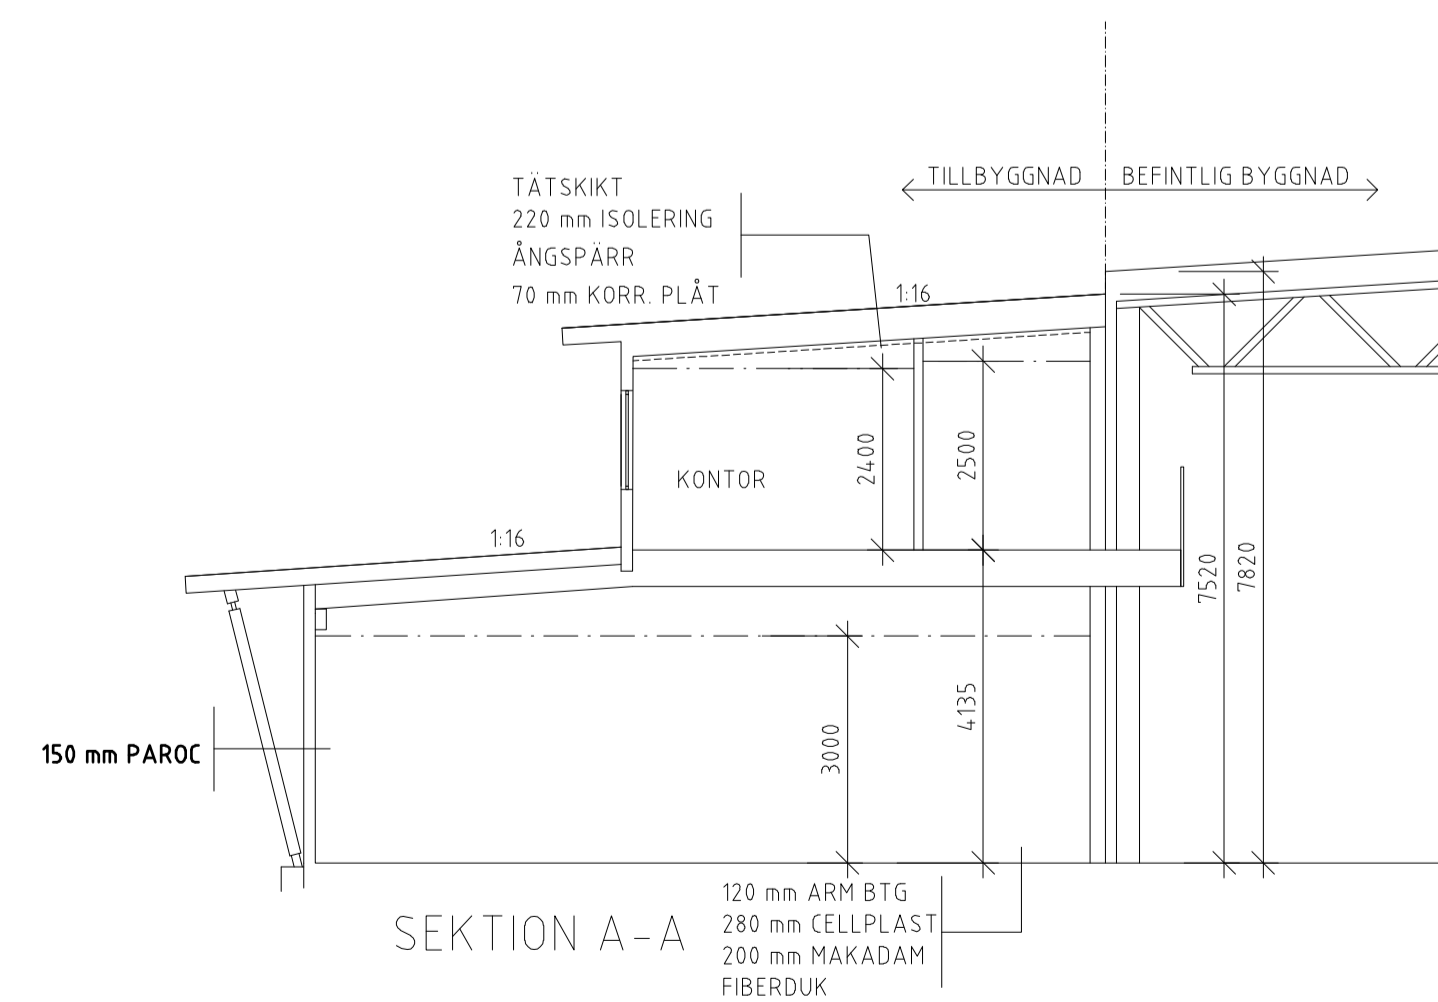 TILLBYGGNAD
BEFINTLIG BYGGNAD
TÄTSKIKT
220 mm ISOLERING
ÅNGSPÄRR
70 mm KORR. PLÅT
1:16
2400
2500
KONTOR
1:16
7520
7820
4135
3000
150 mm PAROC
120 mm ARM BTG
280 mm CELLPLAST
200 mm MAKADAM
FIBERDUK
SEKTION A-A